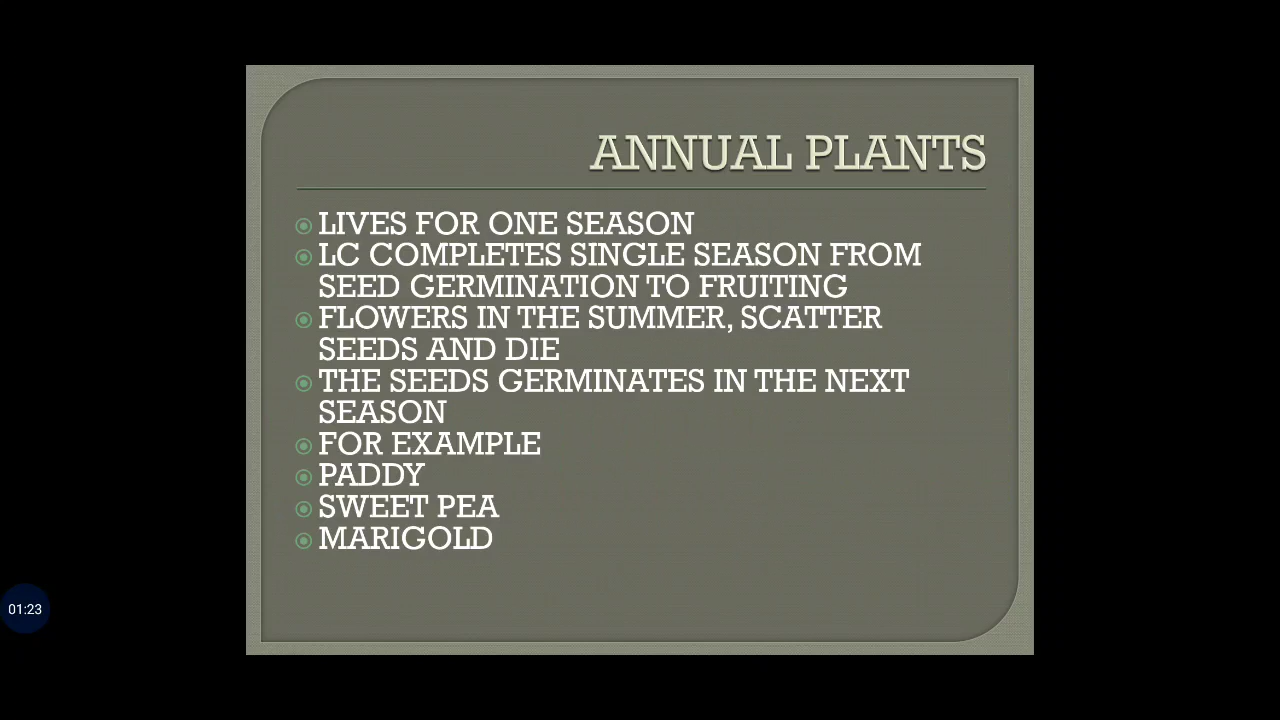 ANNUAL PLANTS
LIVES FOR ONE SEASON
LC COMPLETES SINGLE SEASON FROM
SEED GERMINATION TO FRUITING
FLOWERS IN THE SUMMER, SCATTER
SEEDS AND DIE
THE SEEDS GERMINATES IN THE NEXT
SEASON
FOR EXAMPLE
PADDY
SWEET PEA
MARIGOLD
01:23